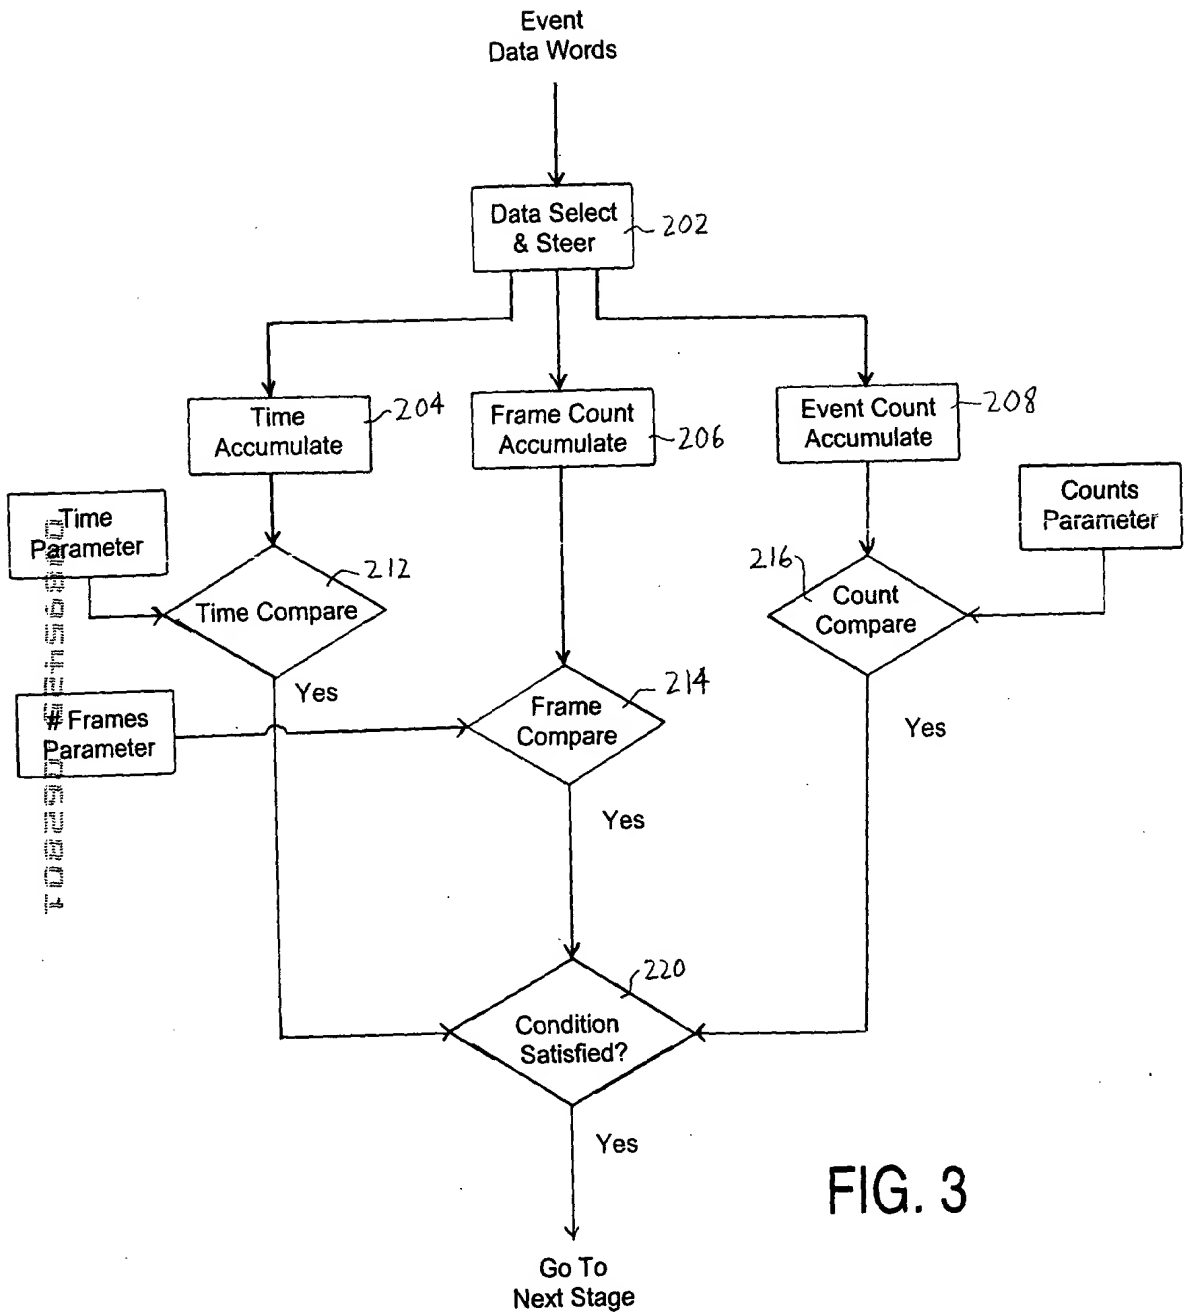 Event
Data Words
Data Select
& Steer
202
Time
Accumulate
204
Frame Count
Accumulate
206
Event Count
Accumulate
208
Time
Parameter
Counts
Parameter
Time Compare
212
216
Count
Compare
Yes
# Frames
Parameter
Frame
Compare
214
Yes
Yes
220
Condition
Satisfied?
Yes
FIG. 3
Go To
Next Stage